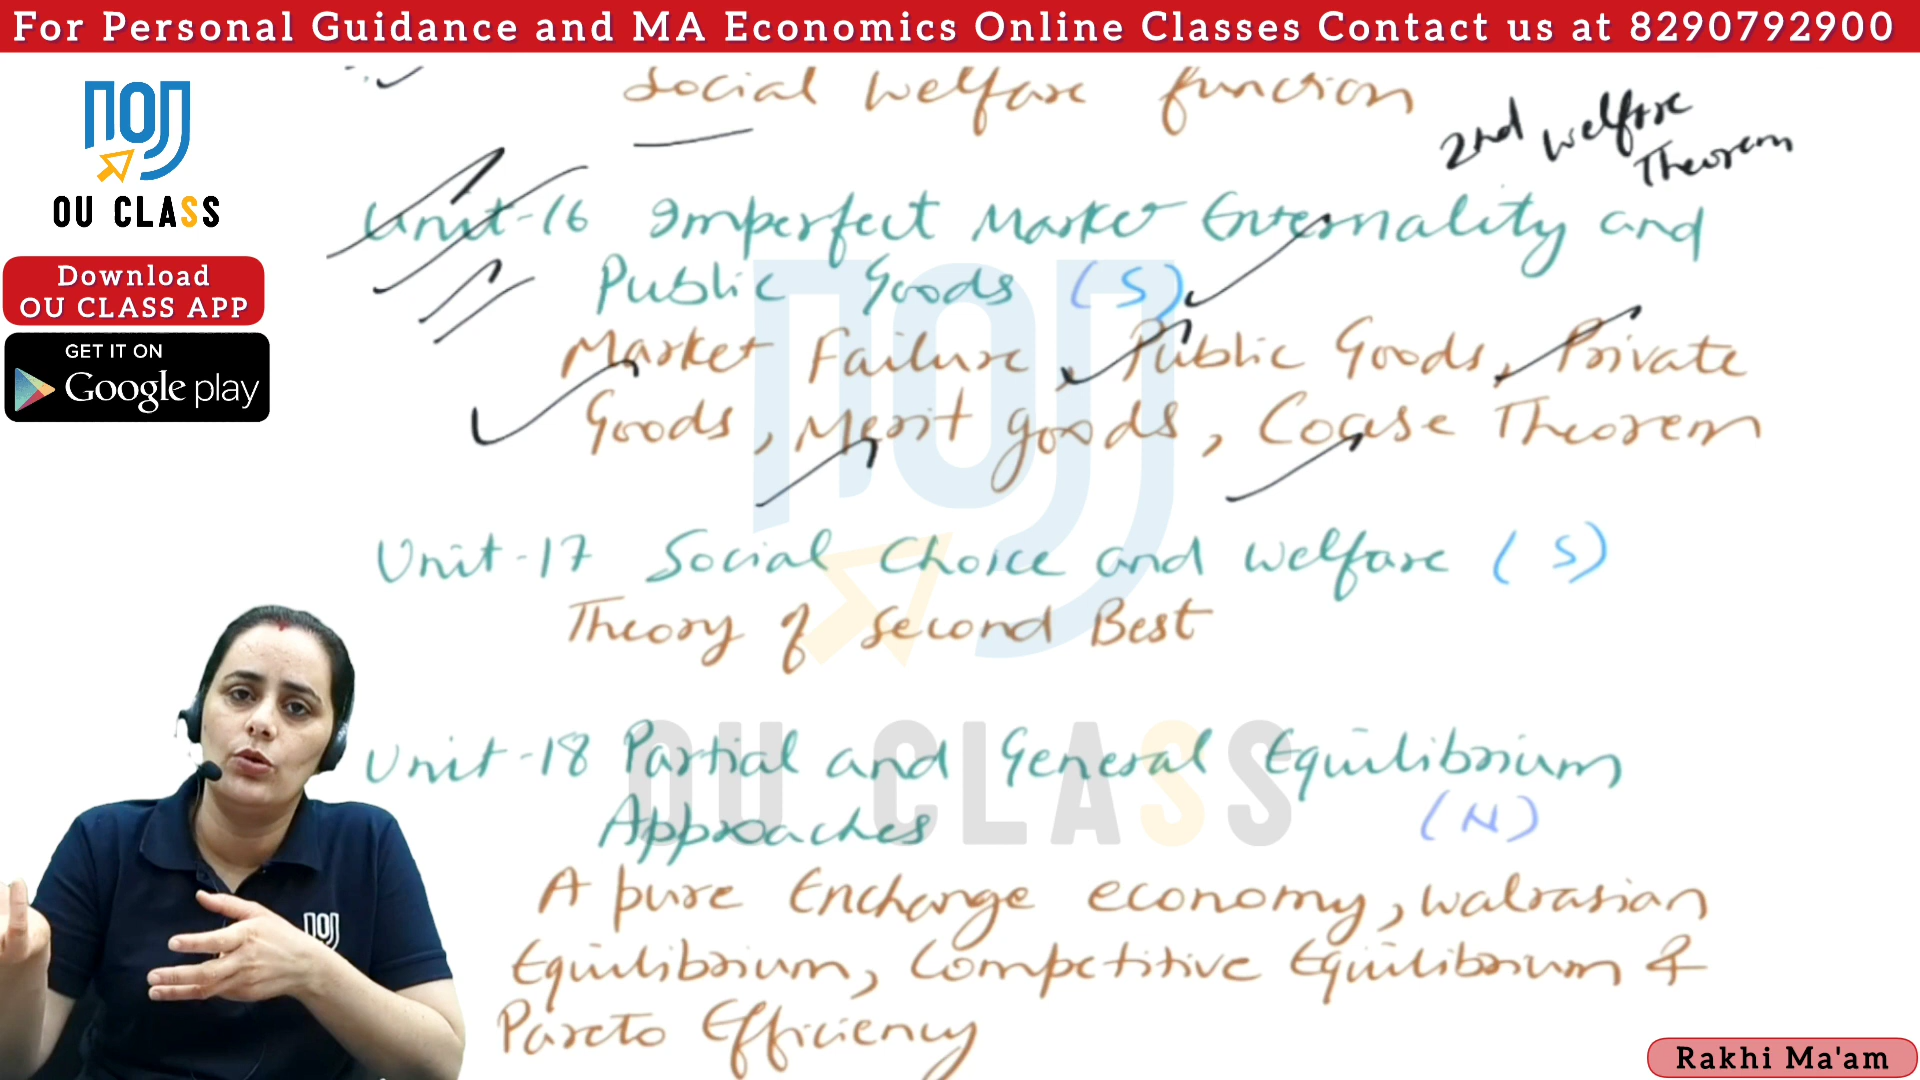 For Personal Guidance and MA Economics Online Classes Contact us at 8290792900
OU CLASS
Download
OU CLASS APP
GET IT ON
Google play
Social welfare function
2nd welfare
Theorem
Unit-16 Imperfect Market Externality and
Public Goods (S)
Market Failure, Public Goods, Private
Goods, Merit goods, Coase Theorem
Unit-17 Social Choice and welfare (S)
Theory of Second Best
Unit-18 Partial and General Equilibrium
Approaches (N)
A pure Exchange economy, walrasian
Equilibrium, Competitive Equilibrium &
Pareto Efficiency
OU CLASS
Rakhi Ma'am